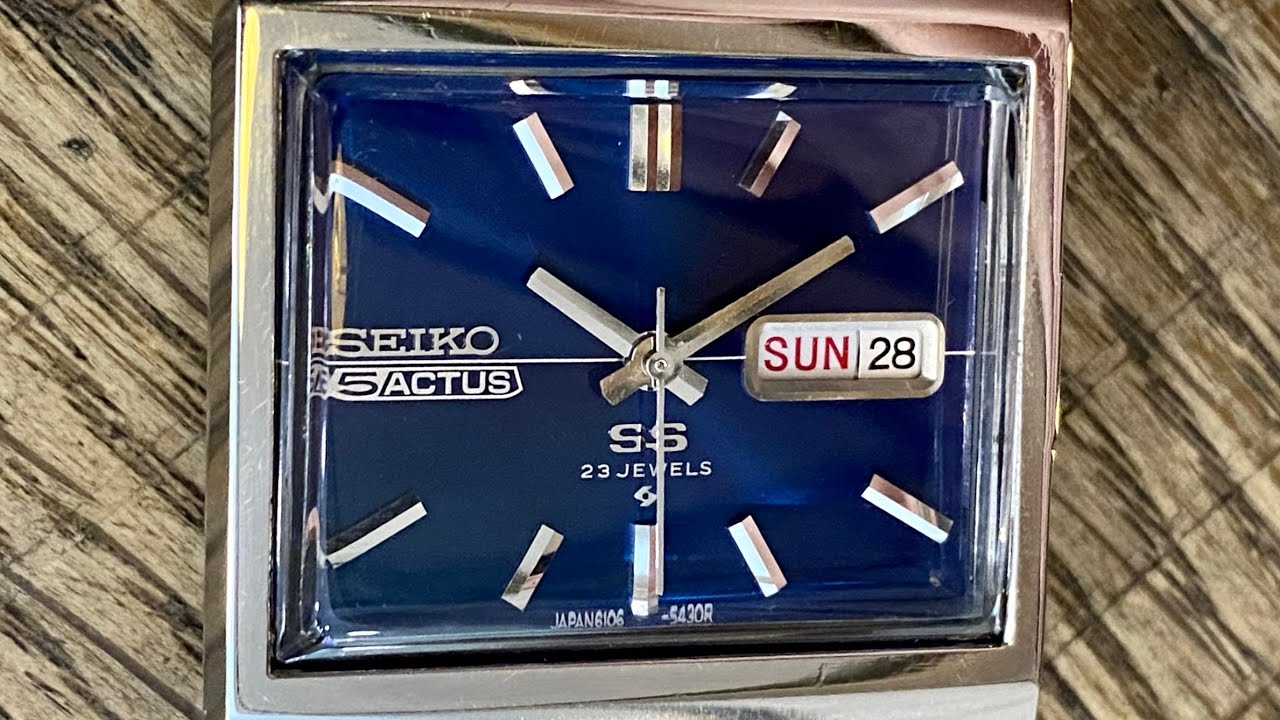 SEIKO
5 ACTUS
SUN 28
SS
23 JEWELS
JAPAN 6106 -5430R